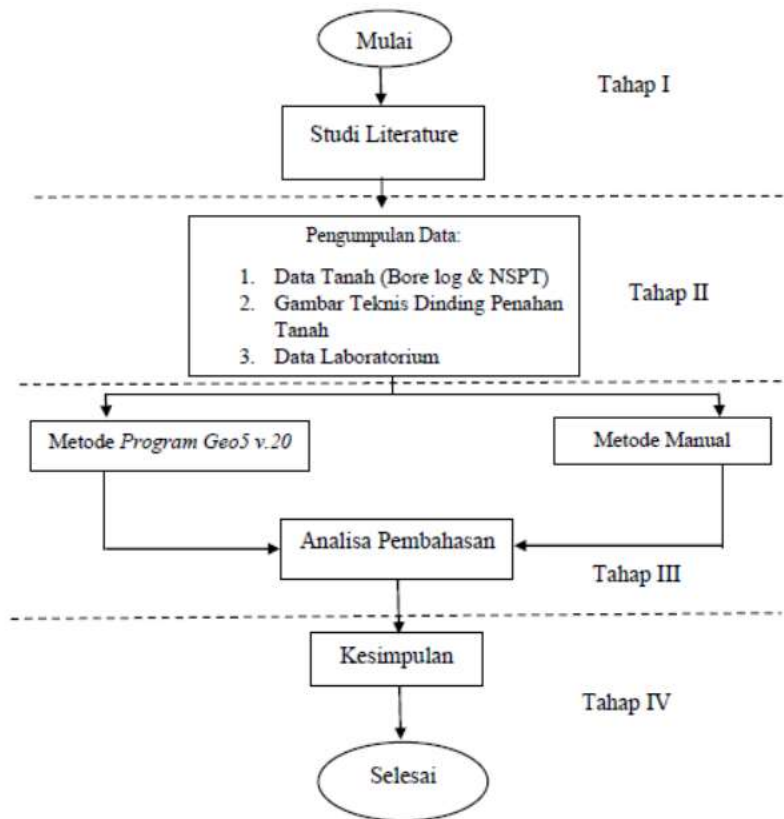 Mulai
Tahap I
Studi Literature
Pengumpulan Data:
1. Data Tanah (Bore log & NSPT)
2. Gambar Teknis Dinding Penahan
Tanah
3. Data Laboratorium
Tahap II
Metode Program Geo5 v.20
Metode Manual
Analisa Pembahasan
Tahap III
Kesimpulan
Tahap IV
Selesai